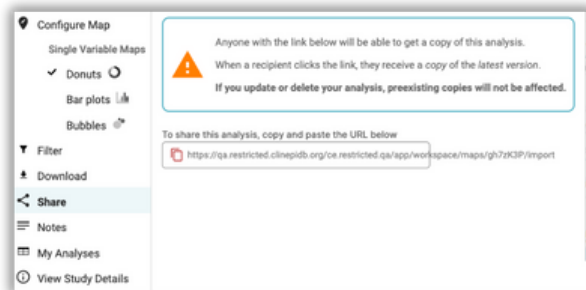 Configure Map
Single Variable Maps
Donuts
Bar plots
Bubbles
Filter
Download
Share
Notes
My Analyses
View Study Details
Anyone with the link below will be able to get a copy of this analysis.
When a recipient clicks the link, they receive a copy of the latest version.
If you update or delete your analysis, preexisting copies will not be affected.
To share this analysis, copy and paste the URL below
https://qa.restricted.clinepidb.org/ce.restricted.qa/app/workspace/maps/gh7zK3P/import